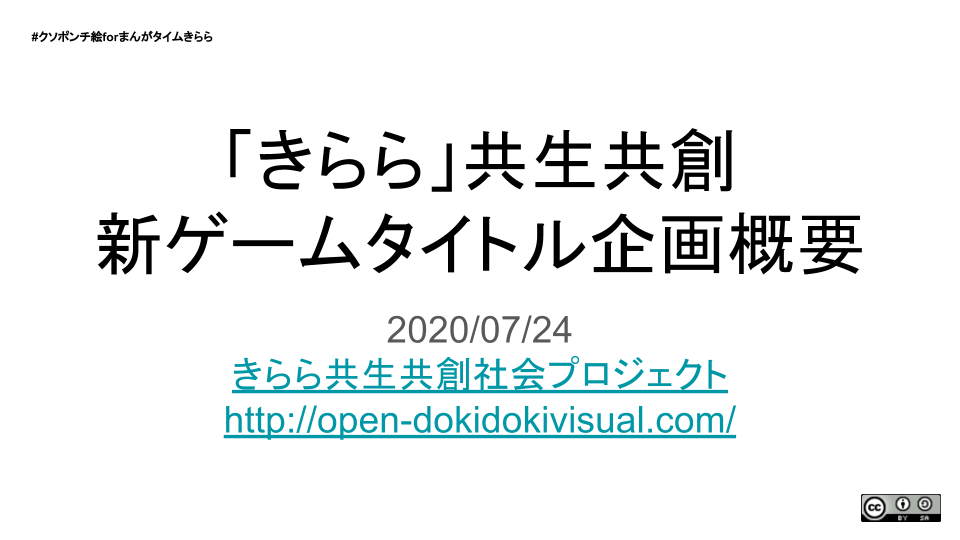 #クソポンチ絵forまんがタイムきらら
「きらら」共生共創
新ゲームタイトル企画概要
2020/07/24
きらら共生共創社会プロジェクト
http://open-dokidokivisual.com/
cc BY SA